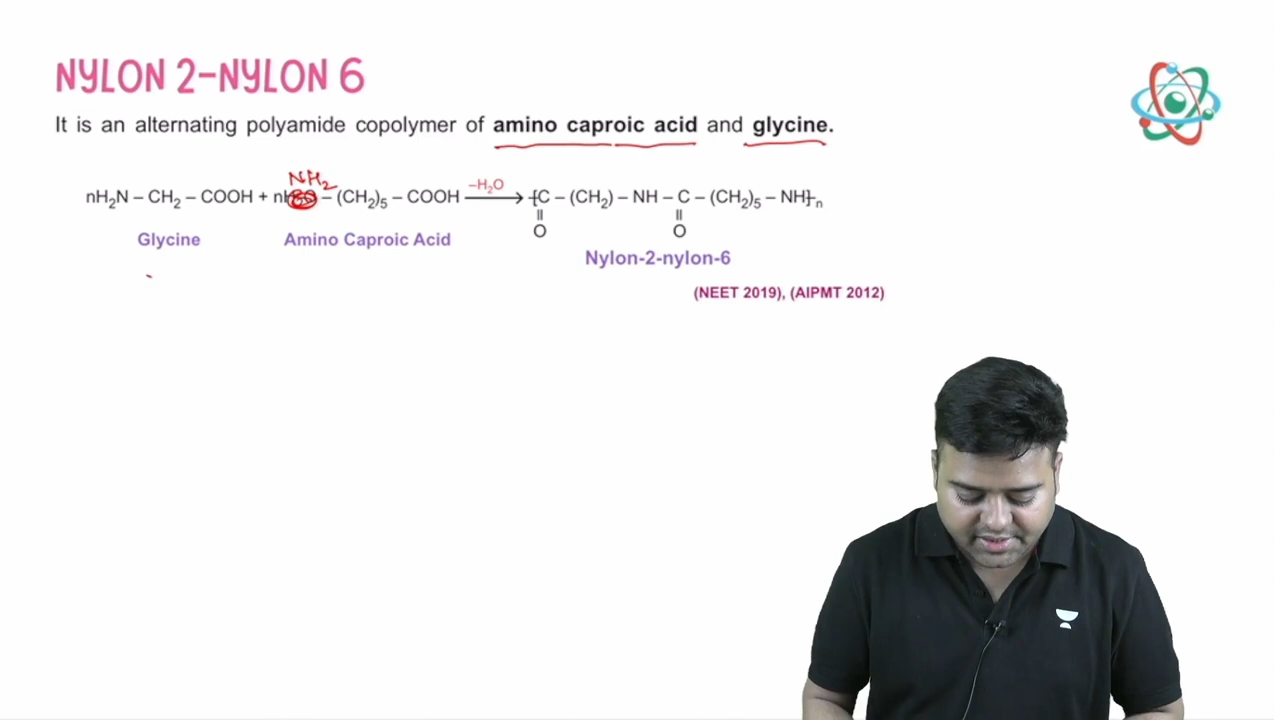 NYLON 2-NYLON 6
It is an alternating polyamide copolymer of amino caproic acid and glycine.
NH₂
nH₂N – CH₂ – COOH + nH – (CH₂)₅ – COOH –H₂O → [C – (CH₂) – NH – C – (CH₂)₅ – NH]ₙ
|| ||
O O
Glycine Amino Caproic Acid
Nylon-2-nylon-6
(NEET 2019), (AIPMT 2012)